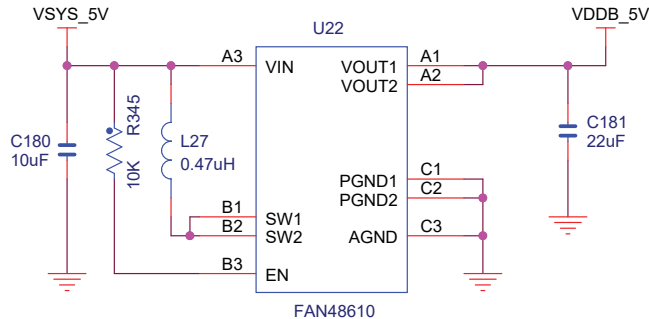 VSYS_5V
VDDB_5V
U22
A3
VIN
VOUT1
A1
VOUT2
A2
R345
10K
C180
10uF
L27
0.47uH
C181
22uF
PGND1
C1
PGND2
C2
B1
SW1
B2
SW2
AGND
C3
B3
EN
FAN48610